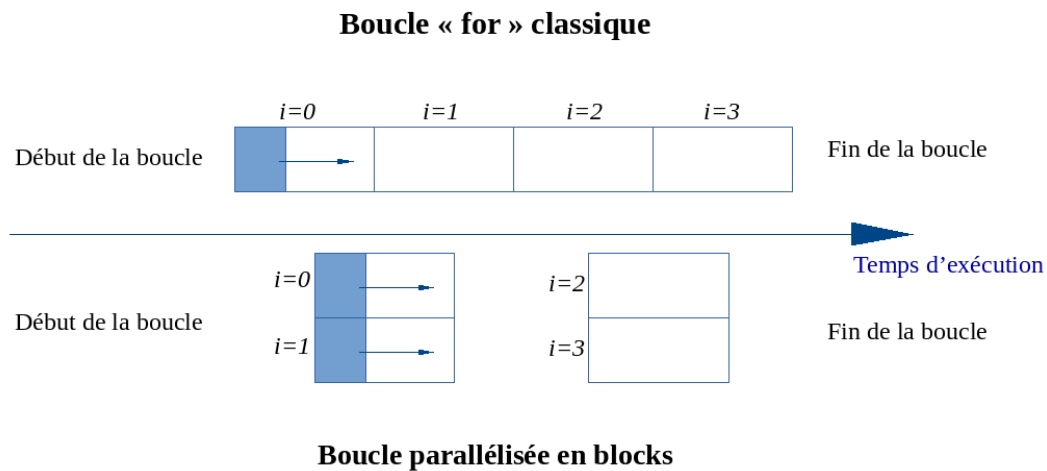 Boucle « for » classique
i=0 i=1 i=2 i=3
Début de la boucle
Fin de la boucle
Temps d’exécution
i=0
i=2
Début de la boucle
Fin de la boucle
i=1
i=3
Boucle parallélisée en blocks